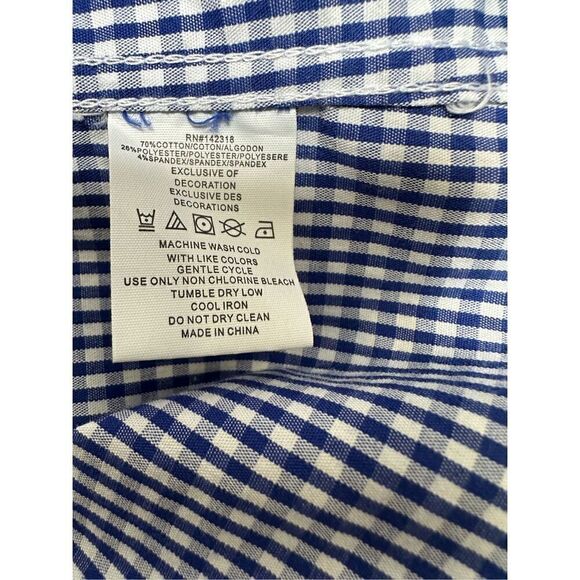 RN#142318
70%COTTON/COTON/ALGODON
26%POLYESTER/POLYESTER/POLYESERE
4%SPANDEX/SPANDEX/SPANDEX
EXCLUSIVE OF
DECORATION
EXCLUSIVE DES
DECORATIONS
MACHINE WASH COLD
WITH LIKE COLORS
GENTLE CYCLE
USE ONLY NON CHLORINE BLEACH
TUMBLE DRY LOW
COOL IRON
DO NOT DRY CLEAN
MADE IN CHINA